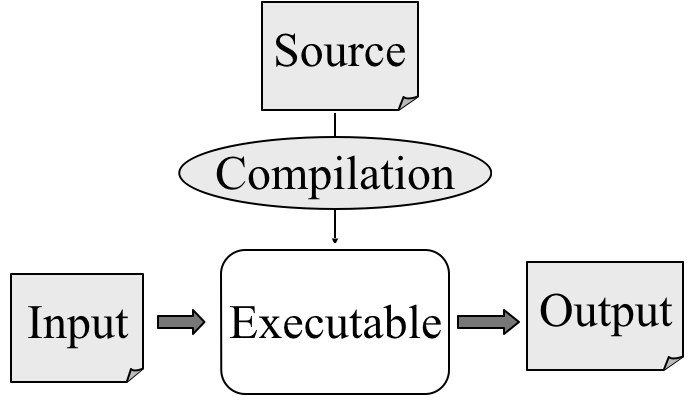 Source
Compilation
Input
Executable
Output